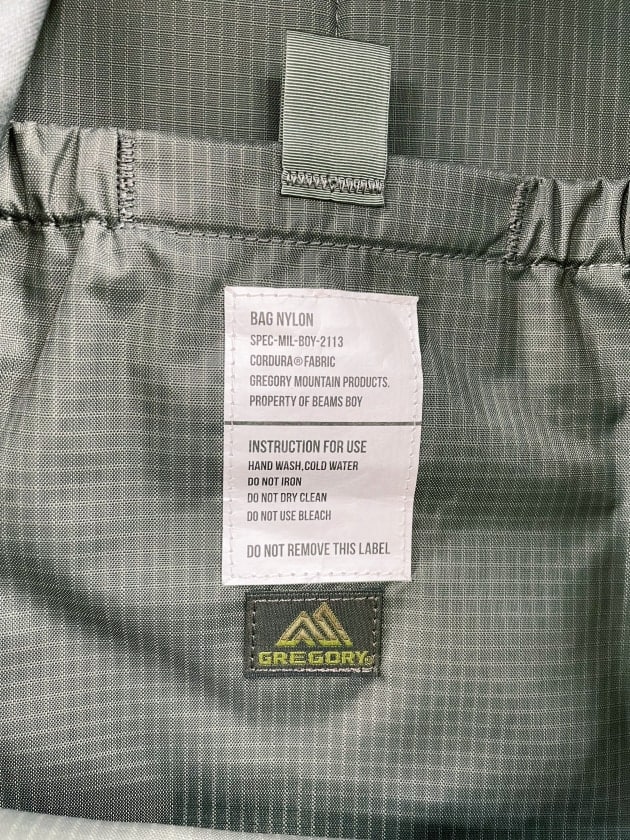 BAG NYLON
SPEC-MIL-BOY-2113
CORDURA®FABRIC
GREGORY MOUNTAIN PRODUCTS.
PROPERTY OF BEAMS BOY
INSTRUCTION FOR USE
HAND WASH,COLD WATER
DO NOT IRON
DO NOT DRY CLEAN
DO NOT USE BLEACH
DO NOT REMOVE THIS LABEL
GREGORY®